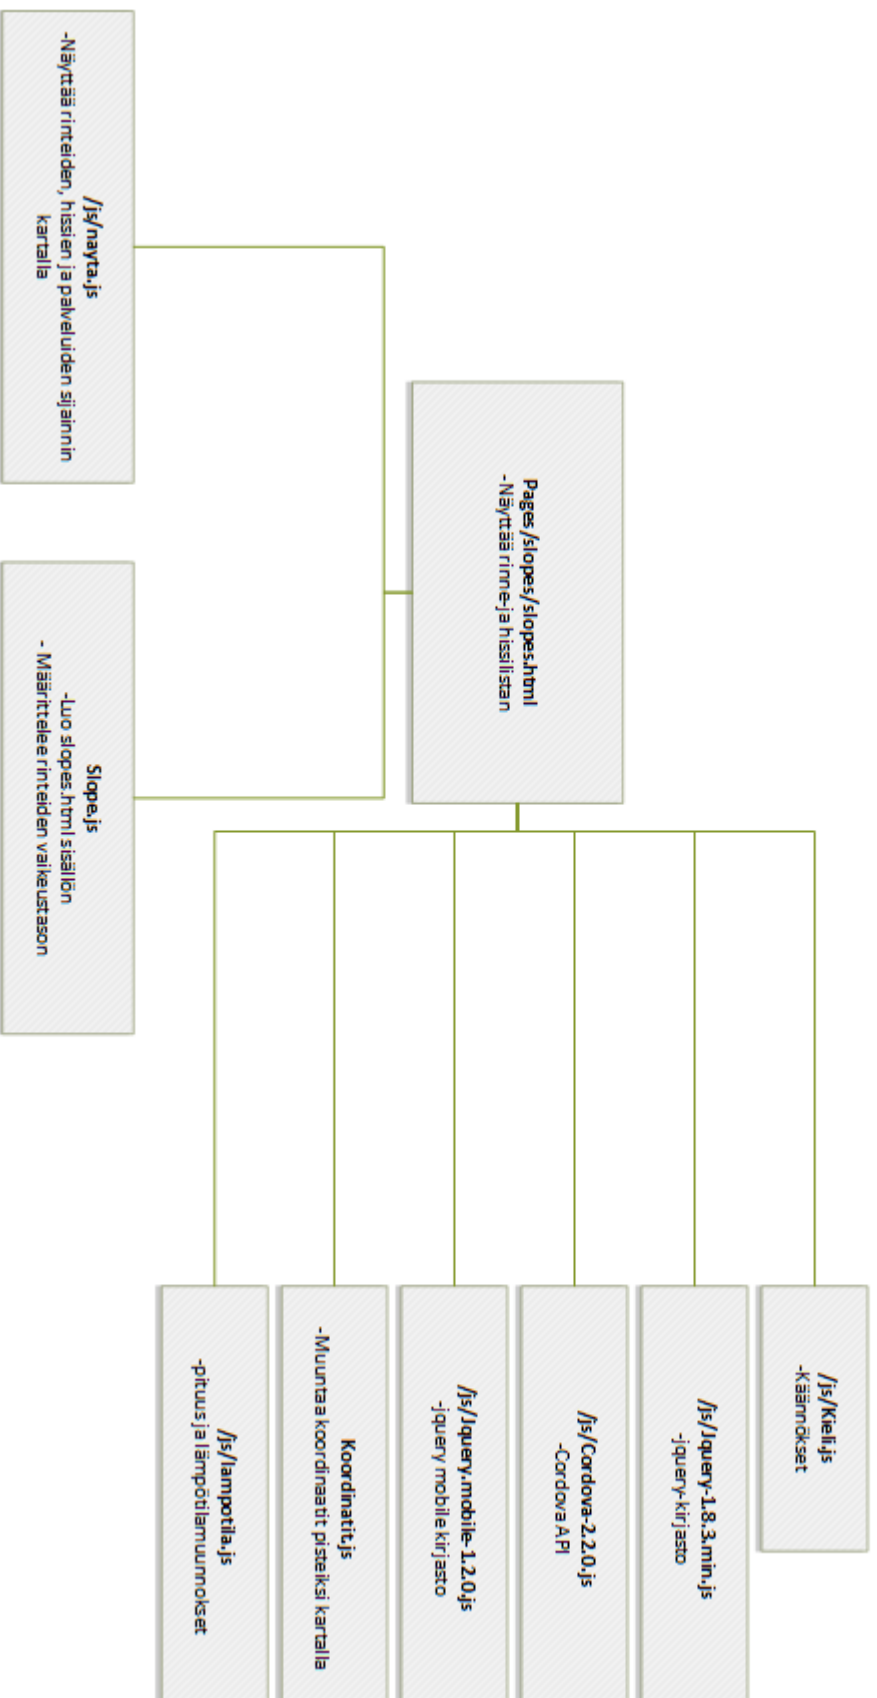 /js/Kieli.js
-Käännökset
/js/Jquery-1.8.3.min.js
-jquery-kirjasto
/js/Cordova-2.2.0.js
-Cordova API
/js/Jquery.mobile-1.2.0.js
-jquery mobile kirjasto
Koordinatit.js
-Muuntaa koordinaatit pisteiksi kartalla
/js/lampotila.js
-pituus ja lämpötilamuunnokset
Pages/slopes/slopes.html
-Näyttää rinne-ja hissilistan
/js/nayta.js
-Näyttää rinteiden, hissien ja palveluiden sijainnin
kartalla
Slope.js
-Luo slopes.html sisällön
- Määrittelee rinteiden vaikeustason